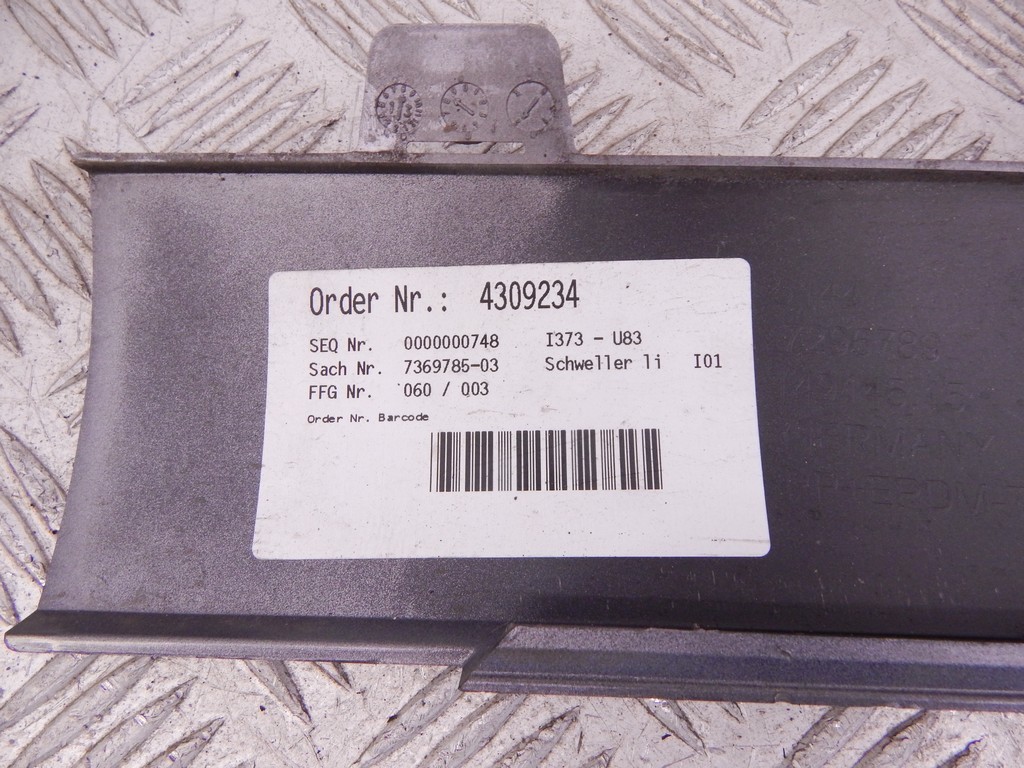 Order Nr.: 4309234
SEQ Nr. 0000000748 I373 - U83
Sach Nr. 7369785-03 Schweller li I01
FFG Nr. 060 / 003
Order Nr. Barcode
GERMANY